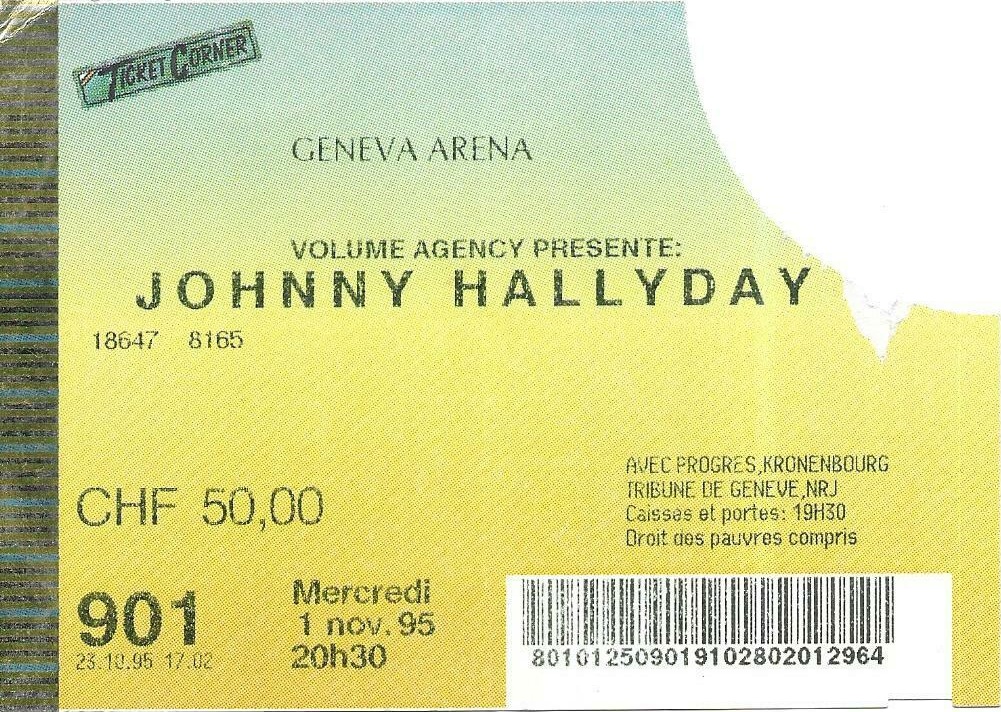 TICKET CORNER
GENEVA ARENA
VOLUME AGENCY PRESENTE:
JOHNNY HALLYDAY
18647 8165
AVEC PROGRES,KRONENBOURG
TRIBUNE DE GENEVE,NRJ
Caisses et portes: 19H30
Droit des pauvres compris
CHF 50,00
901
23.10.95 17.02
Mercredi
1 nov. 95
20h30
801012509019102802012964